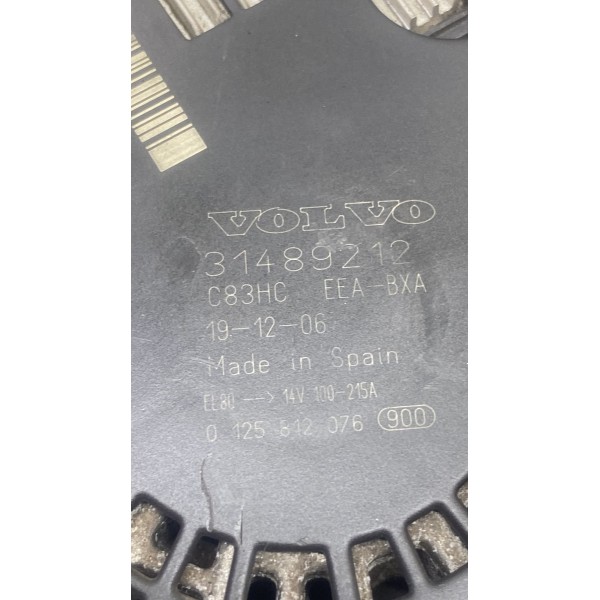 VOLVO
31489212
C83HC EEA-BXA
19-12-06
Made in Spain
EL80 --> 14V 100-215A
0 125 812 076 900